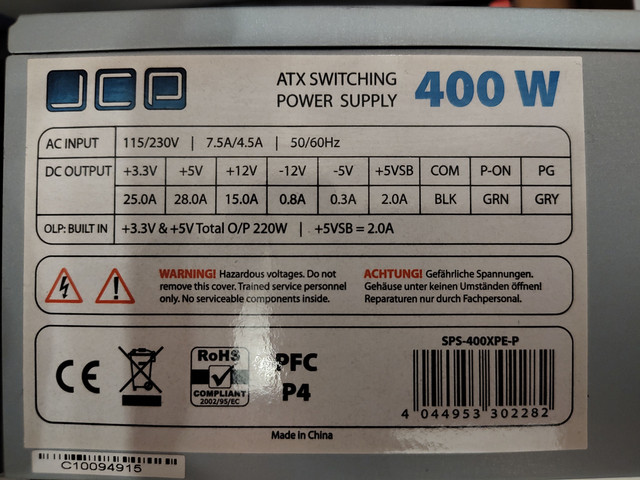 JCP
ATX SWITCHING
POWER SUPPLY
400 W
AC INPUT 115/230V | 7.5A/4.5A | 50/60Hz
DC OUTPUT +3.3V +5V +12V -12V -5V +5VSB COM P-ON PG
25.0A 28.0A 15.0A 0.8A 0.3A 2.0A BLK GRN GRY
OLP: BUILT IN +3.3V & +5V Total O/P 220W | +5VSB = 2.0A
WARNING! Hazardous voltages. Do not
remove this cover. Trained service personnel
only. No serviceable components inside.
ACHTUNG! Gefährliche Spannungen.
Gehäuse unter keinen Umständen öffnen!
Reparaturen nur durch Fachpersonal.
CE
RoHS
COMPLIANT
2002/95/EC
PFC
P4
SPS-400XPE-P
4 044953 302282
Made in China
C10094915